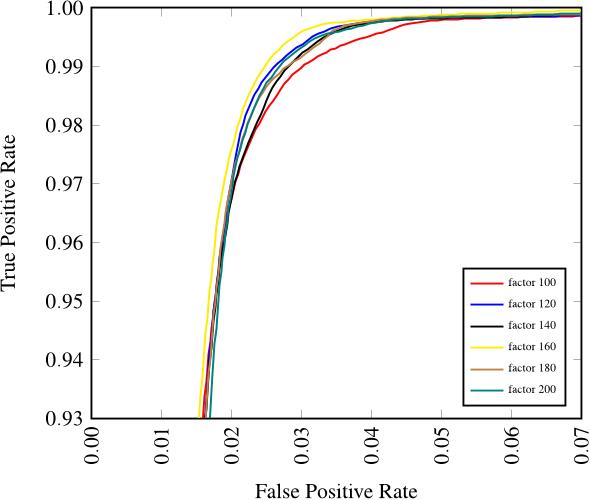 1.00
0.99
0.98
0.97
0.96
0.95
0.94
0.93
True Positive Rate
factor 100
factor 120
factor 140
factor 160
factor 180
factor 200
0.00 0.01 0.02 0.03 0.04 0.05 0.06 0.07
False Positive Rate